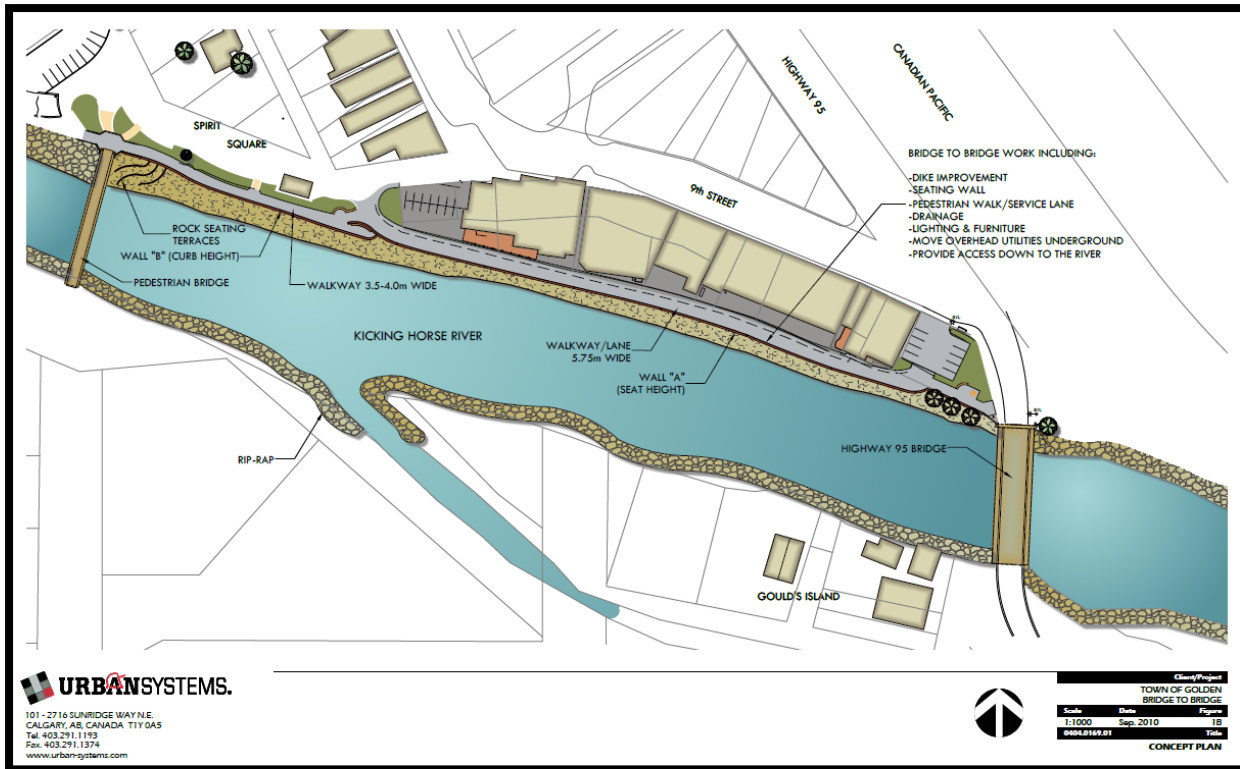 HIGHWAY 95
CANADIAN PACIFIC
SPIRIT
SQUARE
9th STREET
BRIDGE TO BRIDGE WORK INCLUDING:
-DIKE IMPROVEMENT
-SEATING WALL
-PEDESTRIAN WALK/SERVICE LANE
-DRAINAGE
-LIGHTING & FURNITURE
-MOVE OVERHEAD UTILITIES UNDERGROUND
-PROVIDE ACCESS DOWN TO THE RIVER
ROCK SEATING
TERRACES
WALL "B" (CURB HEIGHT)
PEDESTRIAN BRIDGE
WALKWAY 3.5-4.0m WIDE
KICKING HORSE RIVER
WALKWAY/LANE
5.75m WIDE
WALL "A"
(SEAT HEIGHT)
RIP-RAP
HIGHWAY 95 BRIDGE
GOULD'S ISLAND
URBANSYSTEMS.
101 - 2716 SUNRIDGE WAY N.E.
CALGARY, AB, CANADA T1Y 0A5
Tel. 403.291.1193
Fax. 403.291.1374
www.urban-systems.com
Client/Project
TOWN OF GOLDEN
BRIDGE TO BRIDGE
Scale Date Figure
1:1000 Sep. 2010 1B
0404.0169.01 Title
CONCEPT PLAN